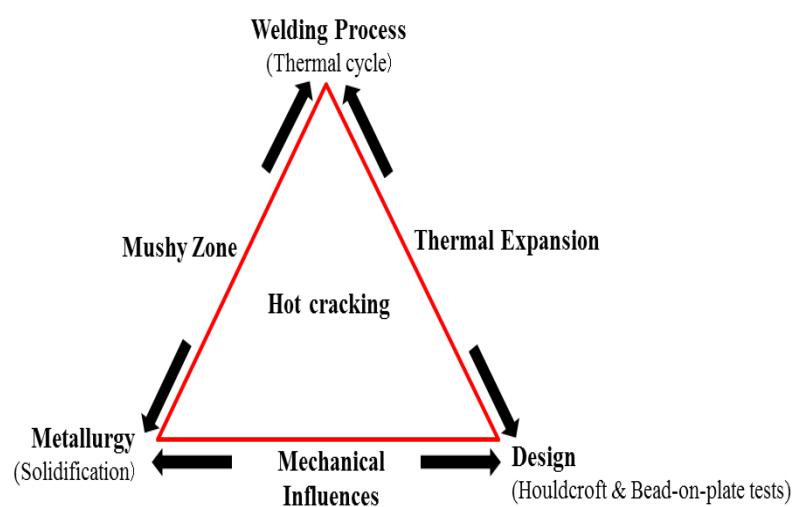 Welding Process
(Thermal cycle)
Mushy Zone
Thermal Expansion
Hot cracking
Metallurgy
(Solidification)
Mechanical
Influences
Design
(Houldcroft & Bead-on-plate tests)